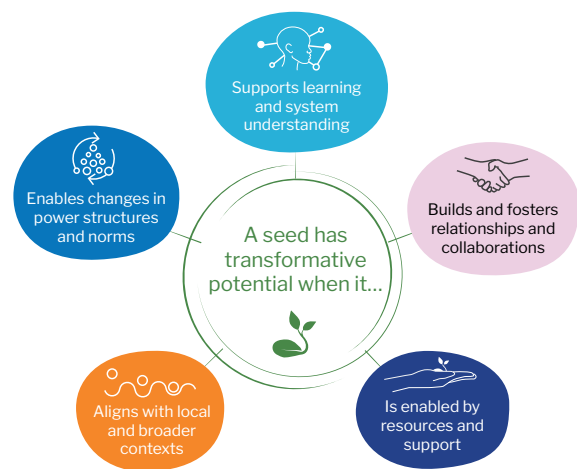 Supports learning
and system
understanding
Enables changes in
power structures
and norms
Builds and fosters
relationships and
collaborations
A seed has
transformative
potential when it...
Aligns with local
and broader
contexts
Is enabled by
resources and
support